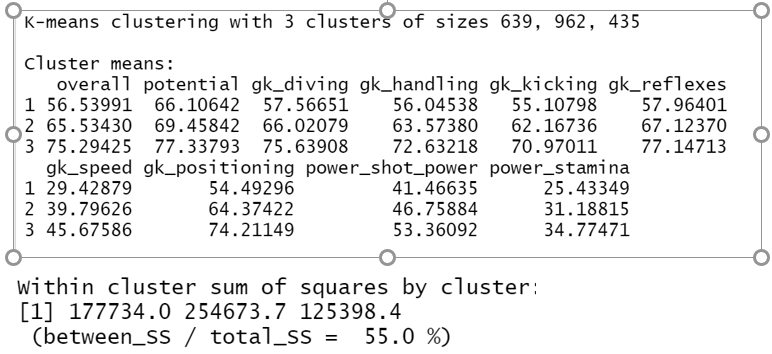 K-means clustering with 3 clusters of sizes 639, 962, 435
Cluster means:
overall potential gk_diving gk_handling gk_kicking gk_reflexes
1 56.53991 66.10642 57.56651 56.04538 55.10798 57.96401
2 65.53430 69.45842 66.02079 63.57380 62.16736 67.12370
3 75.29425 77.33793 75.63908 72.63218 70.97011 77.14713
gk_speed gk_positioning power_shot_power power_stamina
1 29.42879 54.49296 41.46635 25.43349
2 39.79626 64.37422 46.75884 31.18815
3 45.67586 74.21149 53.36092 34.77471
Within cluster sum of squares by cluster:
[1] 177734.0 254673.7 125398.4
(between_SS / total_SS = 55.0 %)